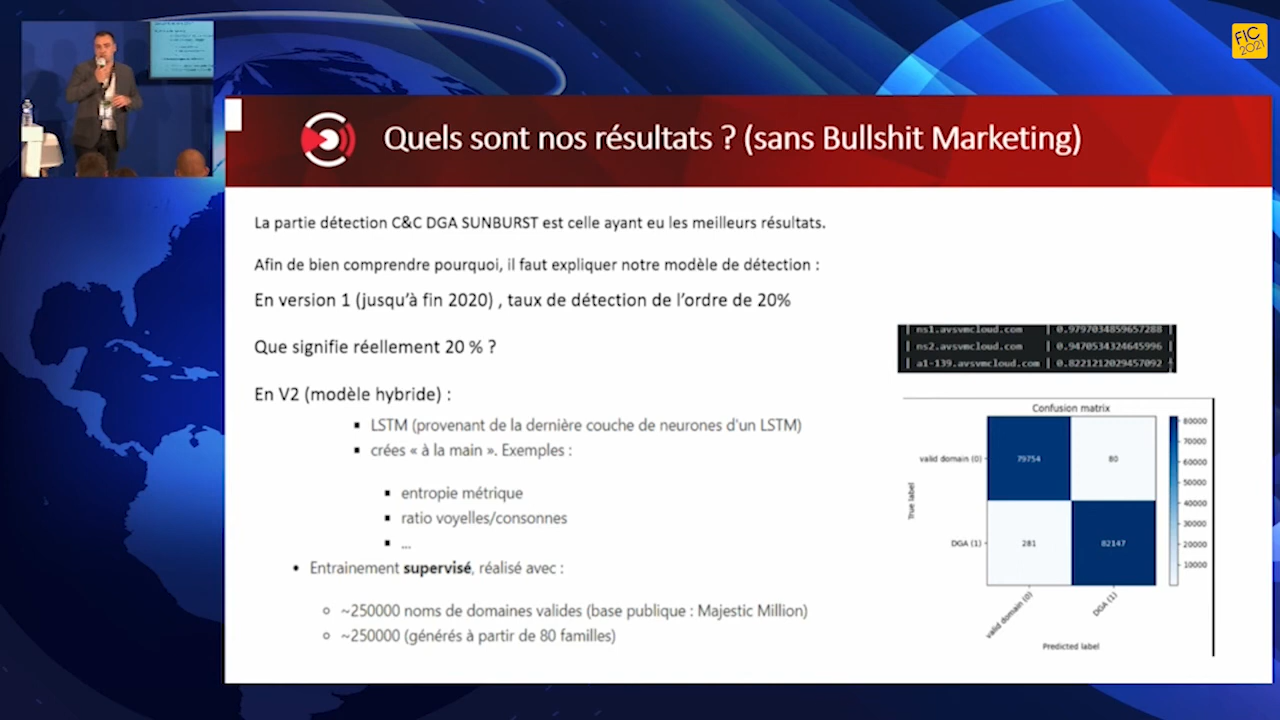 FIC
2021
Quels sont nos résultats ? (sans Bullshit Marketing)
La partie détection C&C DGA SUNBURST est celle ayant eu les meilleurs résultats.
Afin de bien comprendre pourquoi, il faut expliquer notre modèle de détection :
En version 1 (jusqu'à fin 2020) , taux de détection de l'ordre de 20%
Que signifie réellement 20 % ?
En V2 (modèle hybride) :
▪ LSTM (provenant de la dernière couche de neurones d'un LSTM)
▪ crées « à la main ». Exemples :
▪ entropie métrique
▪ ratio voyelles/consonnes
▪ ...
• Entrainement supervisé, réalisé avec :
○ ~250000 noms de domaines valides (base publique : Majestic Million)
○ ~250000 (générés à partir de 80 familles)
| ns1.avsvmcloud.com | 0.9797034859657288 |
| ns2.avsvmcloud.com | 0.9470534324645996 |
| a1-139.avsvmcloud.com | 0.8221212029457092 |
Confusion matrix
True label
valid domain (0)
79754
80
DGA (1)
281
82147
valid domain (0)
DGA (1)
Predicted label
80000
70000
60000
50000
40000
30000
20000
10000